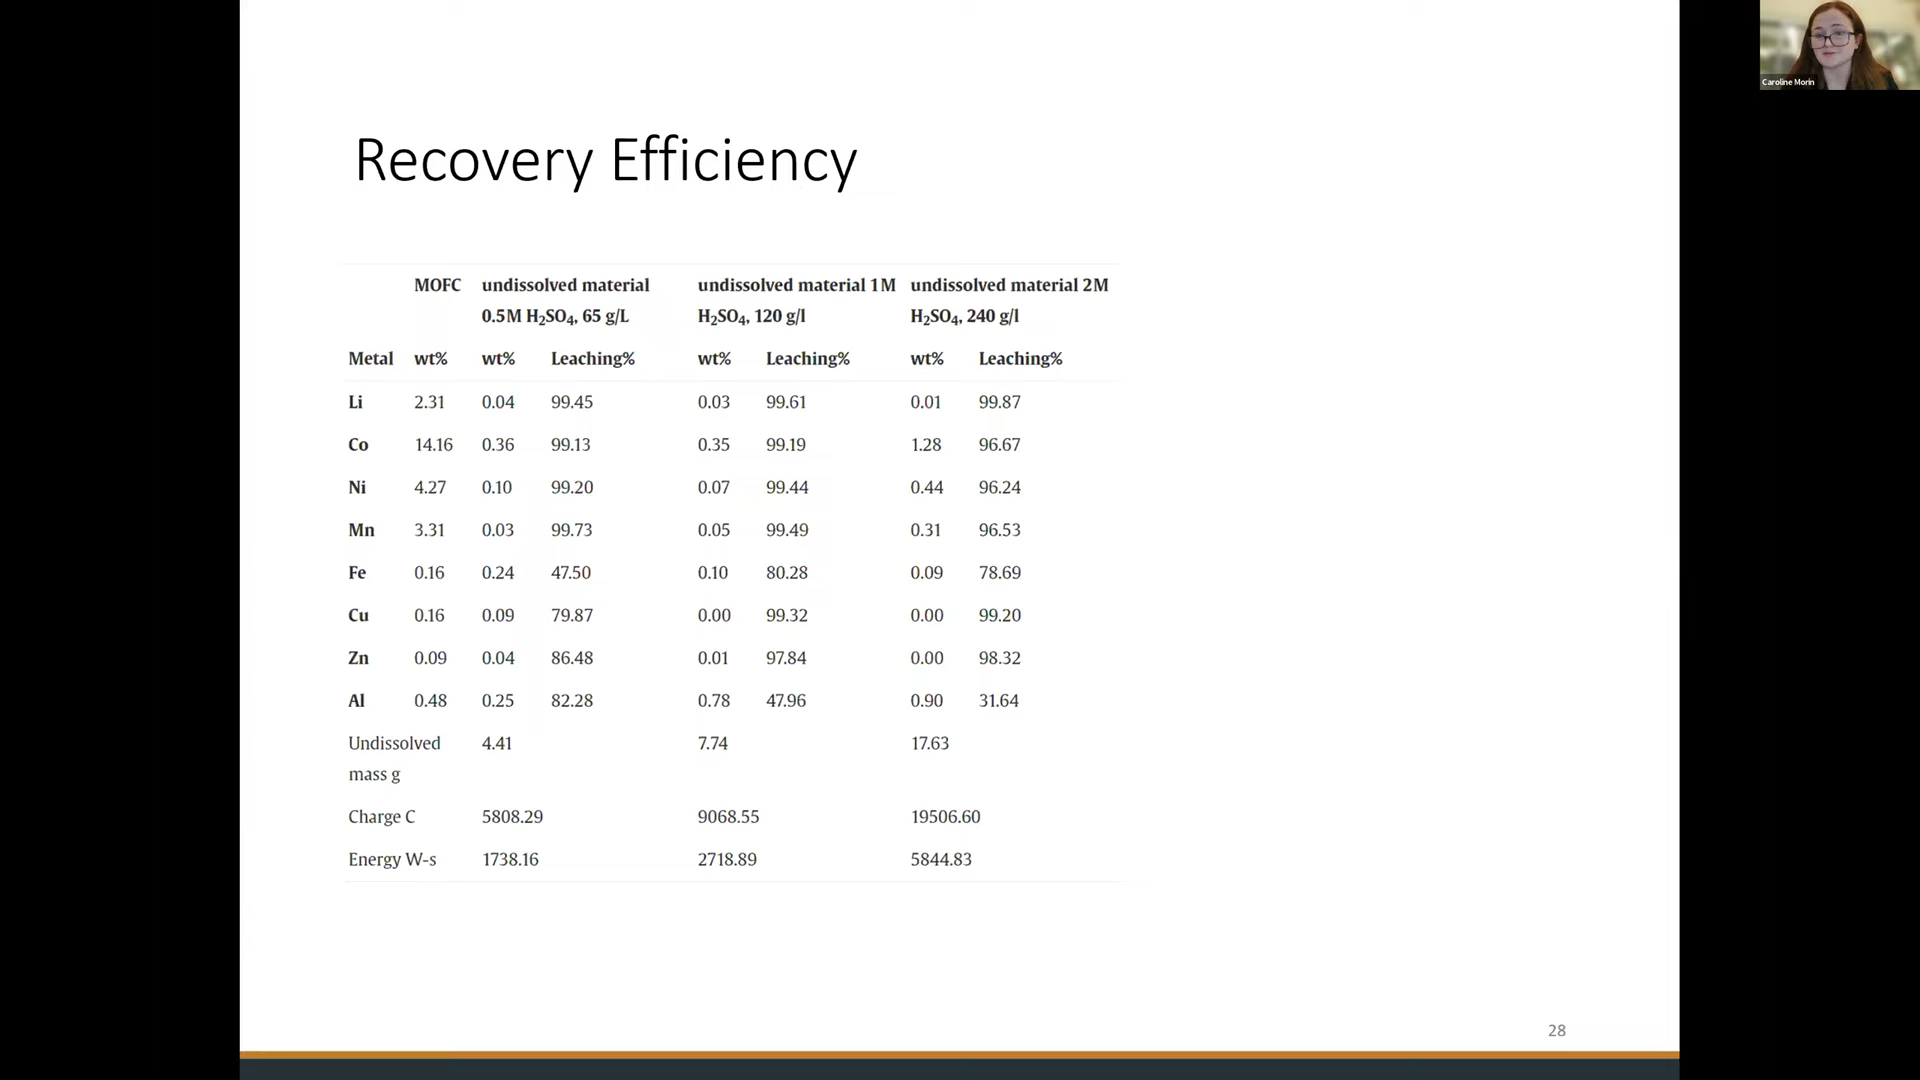 Caroline Morin
Recovery Efficiency
MOFC undissolved material undissolved material 1M undissolved material 2M
0.5M H₂SO₄, 65 g/L H₂SO₄, 120 g/l H₂SO₄, 240 g/l
Metal wt% wt% Leaching% wt% Leaching% wt% Leaching%
Li 2.31 0.04 99.45 0.03 99.61 0.01 99.87
Co 14.16 0.36 99.13 0.35 99.19 1.28 96.67
Ni 4.27 0.10 99.20 0.07 99.44 0.44 96.24
Mn 3.31 0.03 99.73 0.05 99.49 0.31 96.53
Fe 0.16 0.24 47.50 0.10 80.28 0.09 78.69
Cu 0.16 0.09 79.87 0.00 99.32 0.00 99.20
Zn 0.09 0.04 86.48 0.01 97.84 0.00 98.32
Al 0.48 0.25 82.28 0.78 47.96 0.90 31.64
Undissolved 4.41 7.74 17.63
mass g
Charge C 5808.29 9068.55 19506.60
Energy W-s 1738.16 2718.89 5844.83
28